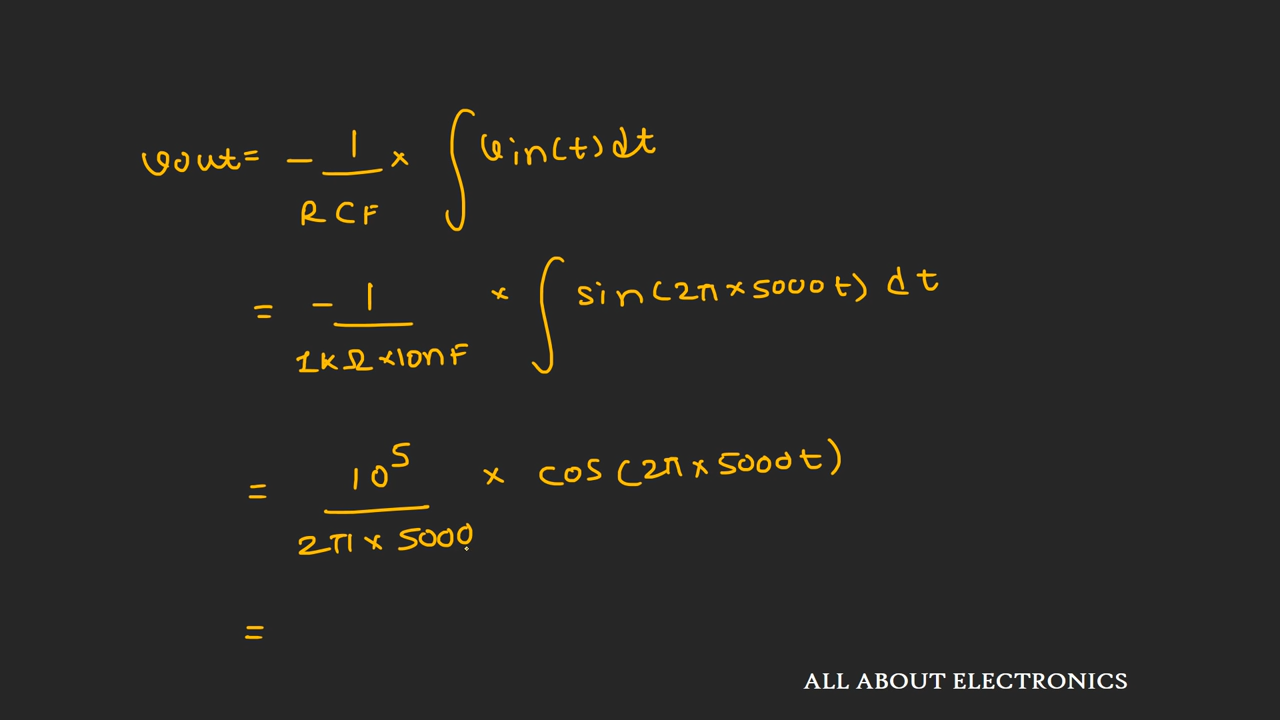 vout = - 1/RCF × ∫ vin(t) dt
= - 1/1KΩ × 10nF × ∫ sin(2π × 5000t) dt
= 10^5/2π × 5000 × cos(2π × 5000t)
=
ALL ABOUT ELECTRONICS